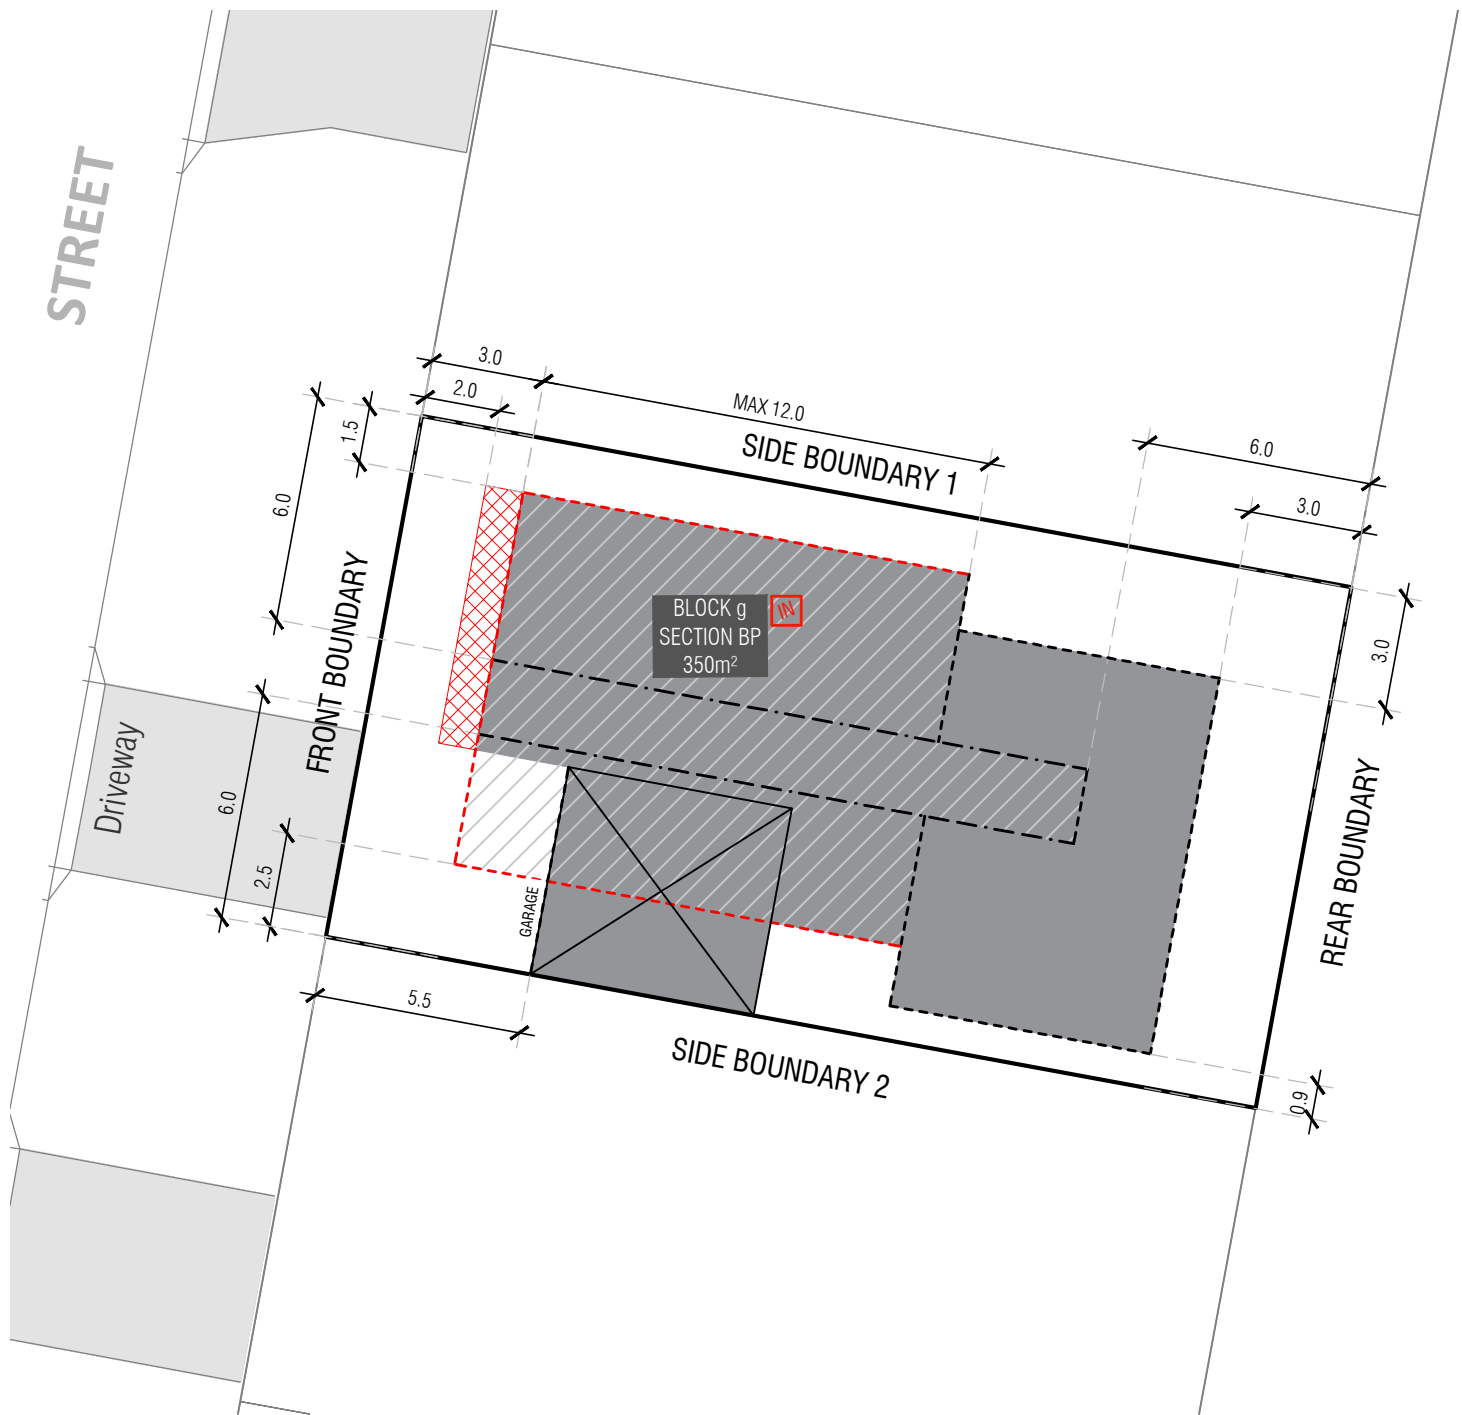 STREET
3.0
2.0
MAX 12.0
SIDE BOUNDARY 1
6.0
3.0
1.5
6.0
FRONT BOUNDARY
BLOCK g
SECTION BP
350m²
IN
3.0
Driveway
6.0
2.5
GARAGE
REAR BOUNDARY
5.5
SIDE BOUNDARY 2
0.9